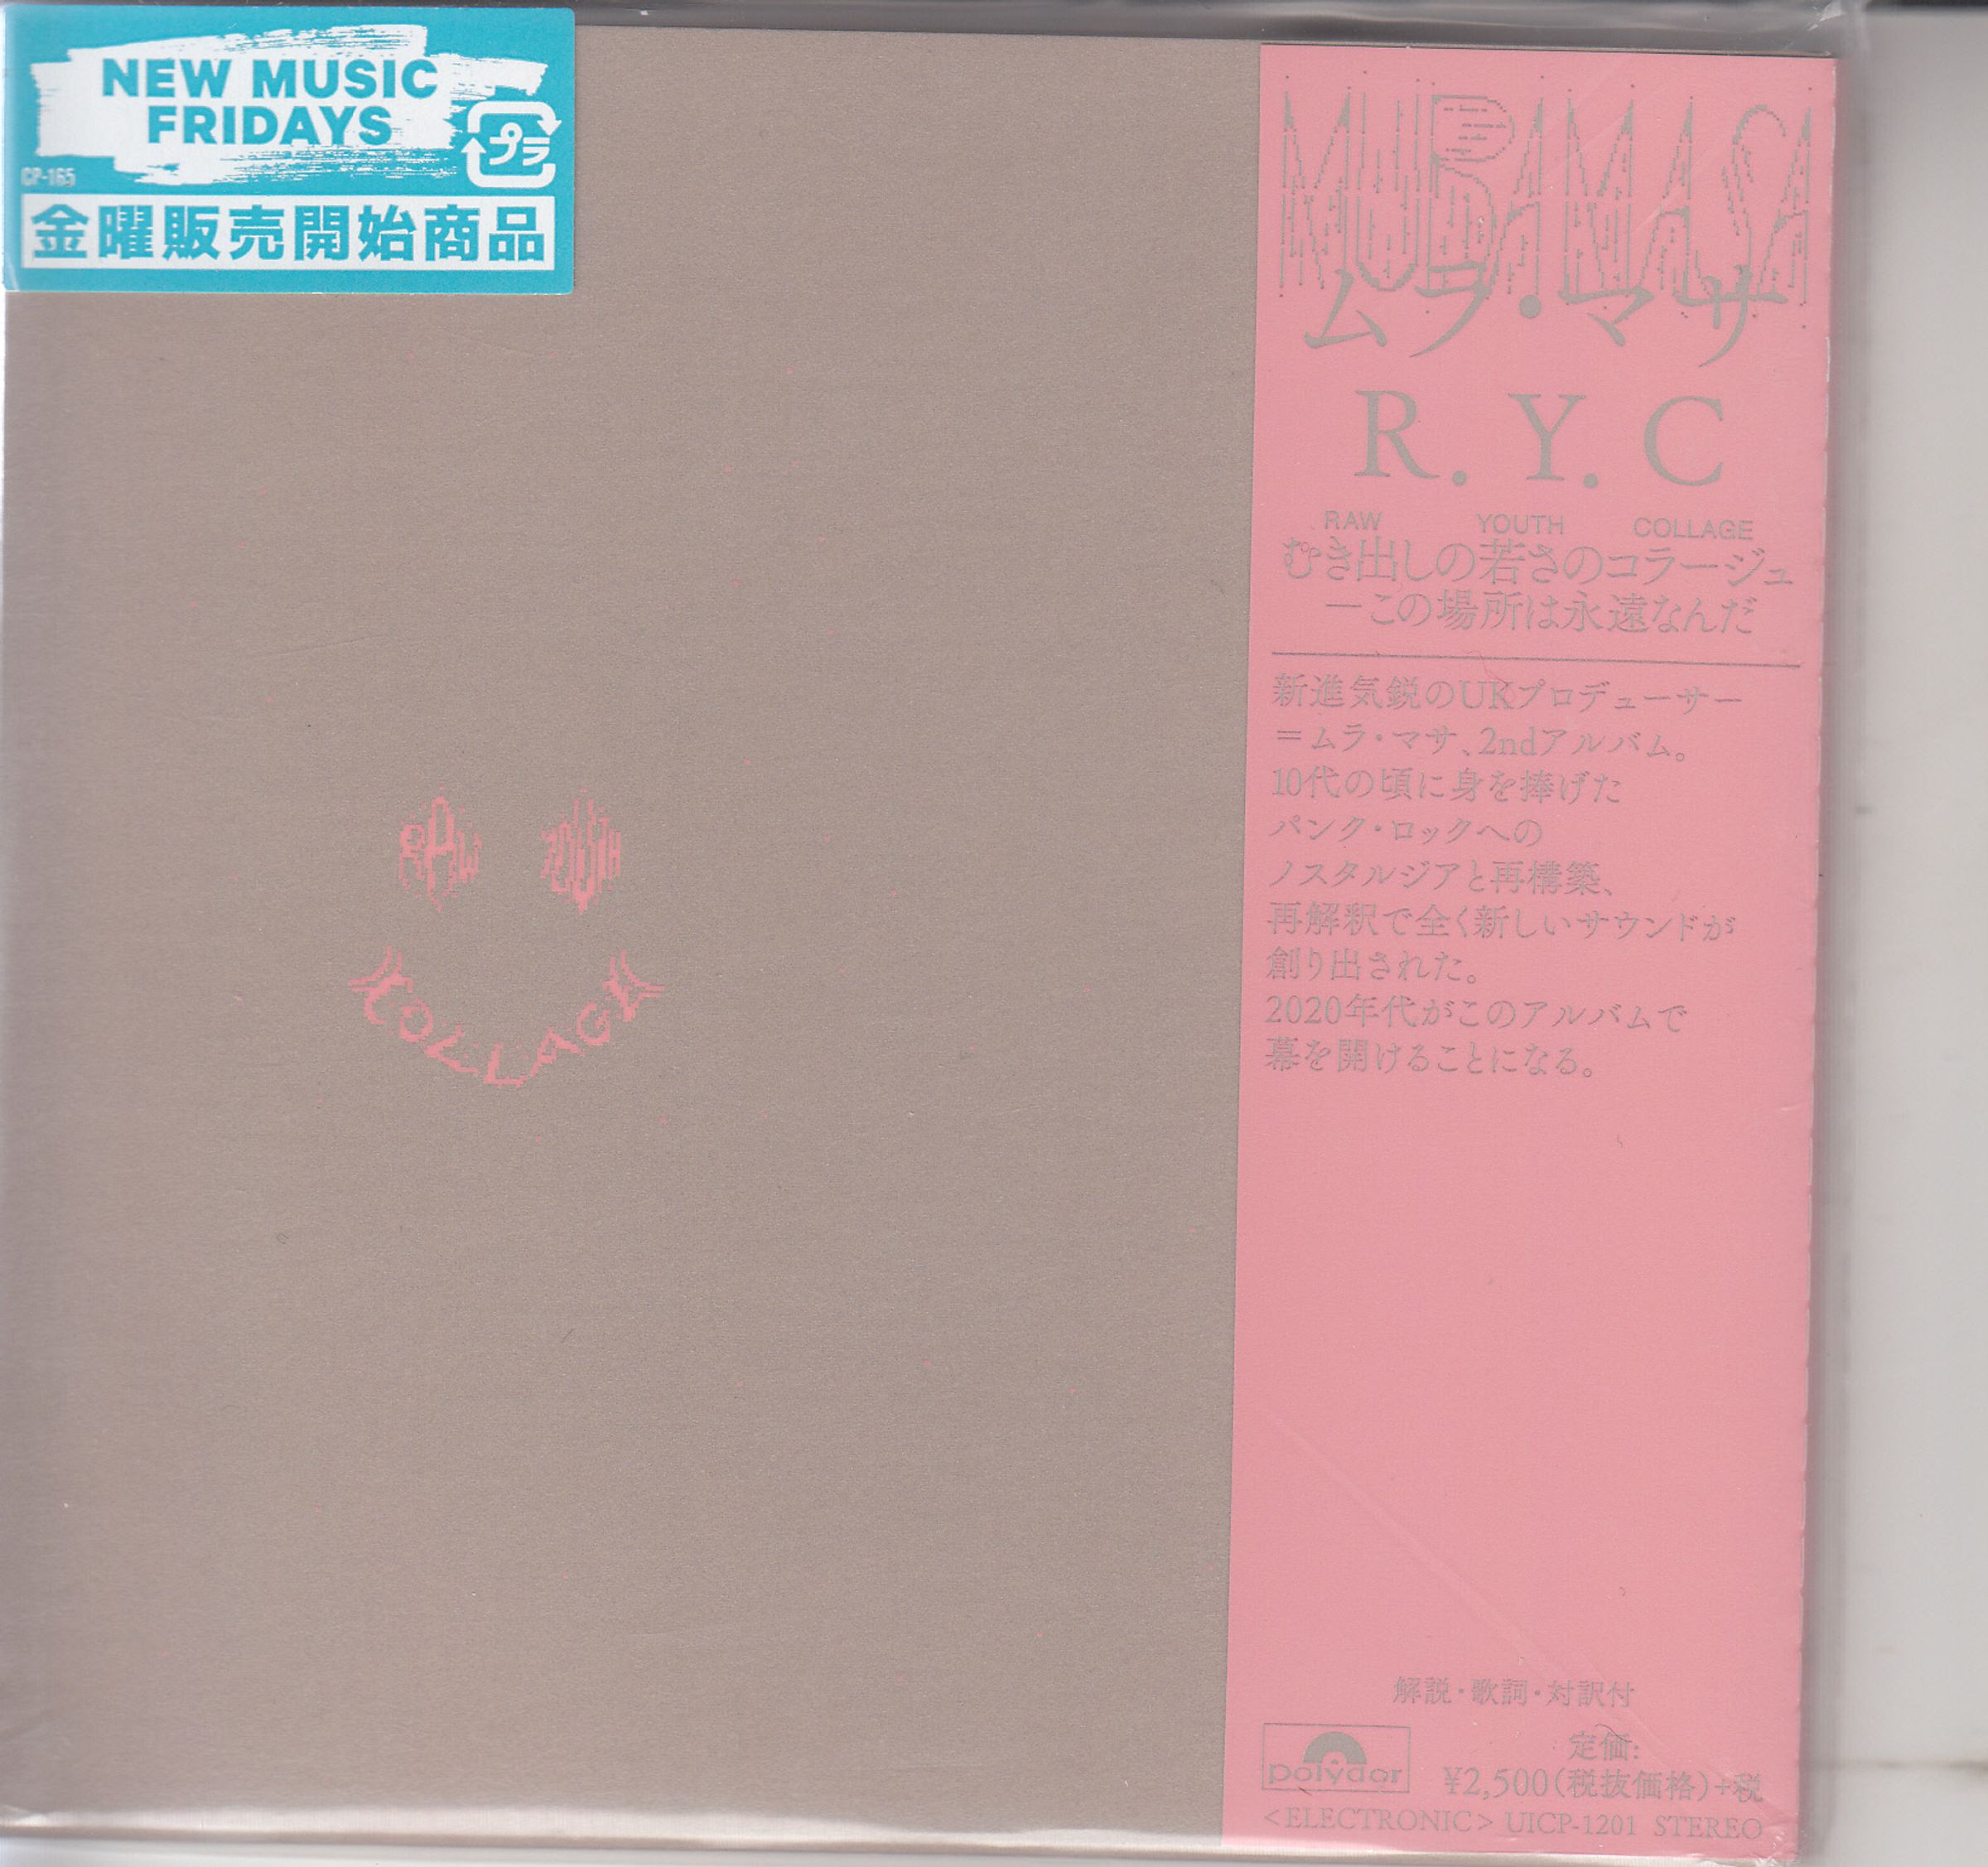 NEW MUSIC
FRIDAYS
プラ
CP-165
金曜販売開始商品
RAW YOUTH
COLLAGE
MURA MASA
ムラ・マサ
R. Y. C
RAW YOUTH COLLAGE
むき出しの若さのコラージュ
—この場所は永遠なんだ
新進気鋭のUKプロデューサー
=ムラ・マサ、2ndアルバム。
10代の頃に身を捧げた
パンク・ロックへの
ノスタルジアと再構築、
再解釈で全く新しいサウンドが
創り出された。
2020年代がこのアルバムで
幕を開けることになる。
解説・歌詞・対訳付
polydor
定価:
¥2,500(税抜価格)+税
<ELECTRONIC> UICP-1201 STEREO